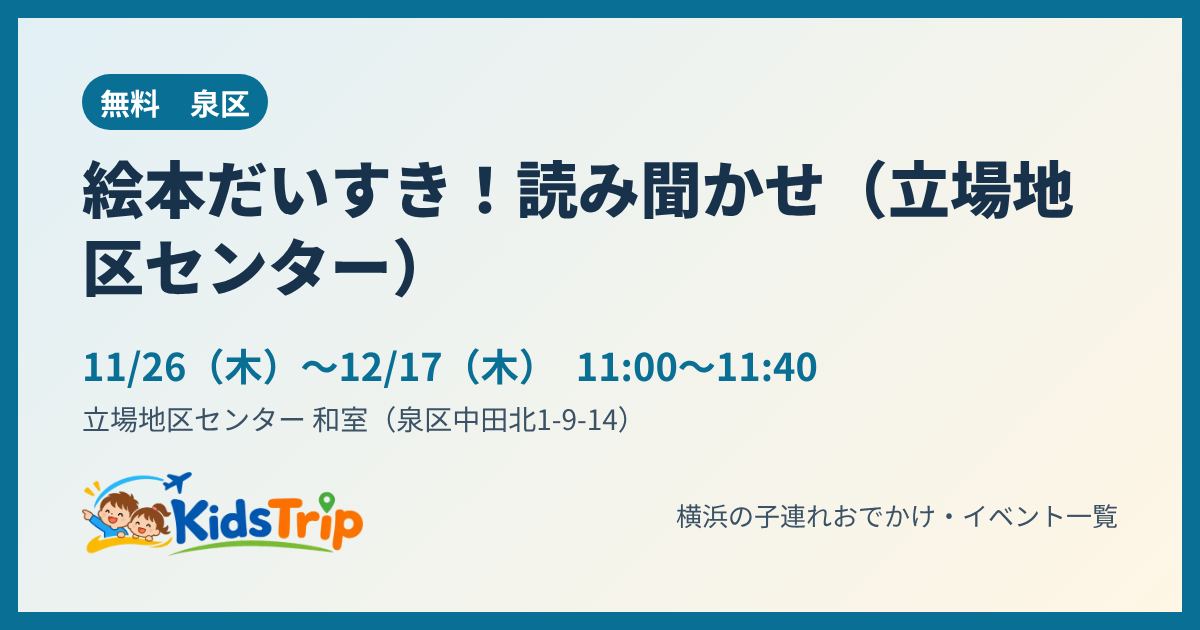 無料　泉区
絵本だいすき！読み聞かせ（立場地
区センター）
11/26（木）～12/17（木）　11:00～11:40
立場地区センター 和室（泉区中田北1-9-14）
KidsTrip
横浜の子連れおでかけ・イベント一覧